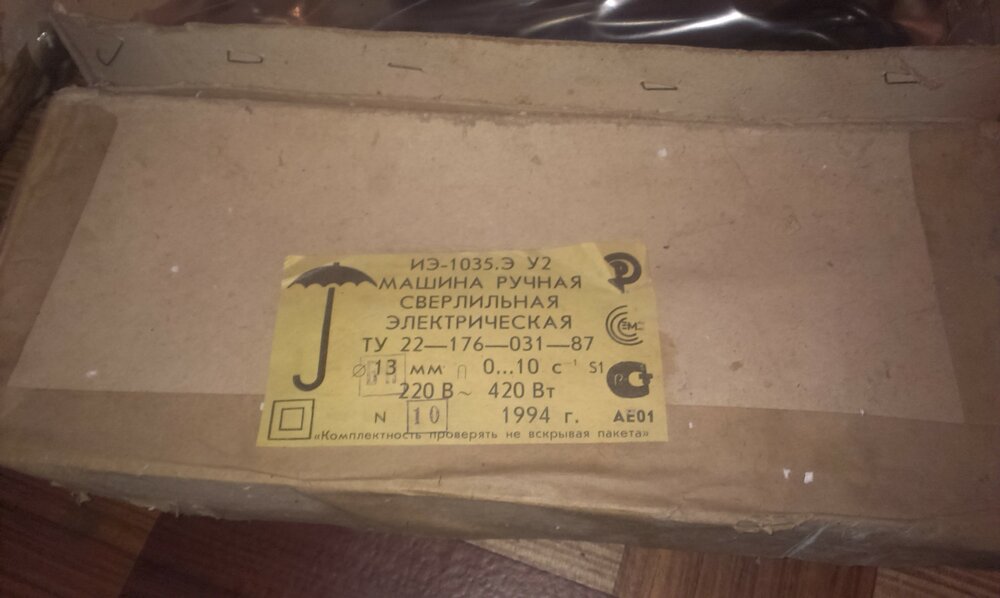 ИЭ-1035.Э У2
МАШИНА РУЧНАЯ
СВЕРЛИЛЬНАЯ
ЭЛЕКТРИЧЕСКАЯ
ТУ 22—176—031—87
⌀ 13 мм n 0...10 с⁻¹ S1
220 В ~ 420 Вт
N 10 1994 г. АЕ01
«Комплектность проверять не вскрывая пакета»